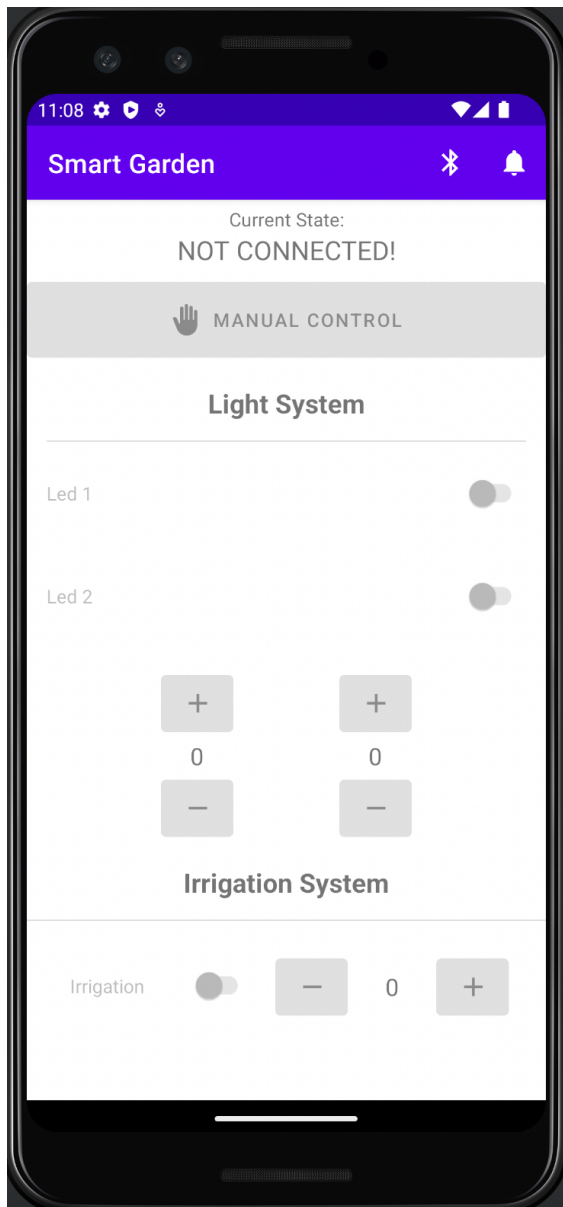 11:08
Smart Garden
Current State:
NOT CONNECTED!
MANUAL CONTROL
Light System
Led 1
Led 2
+ +
0 0
− −
Irrigation System
Irrigation − 0 +